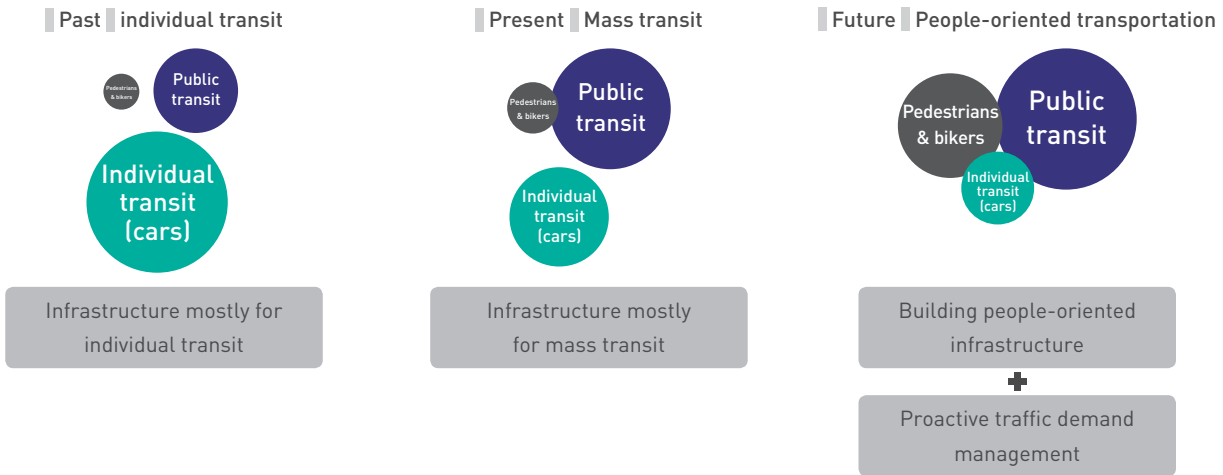 Past individual transit
Pedestrians
& bikers
Public
transit
Individual
transit
(cars)
Infrastructure mostly for
individual transit
Present Mass transit
Pedestrians
& bikers
Public
transit
Individual
transit
(cars)
Infrastructure mostly
for mass transit
Future People-oriented transportation
Pedestrians
& bikers
Public
transit
Individual
transit
(cars)
Building people-oriented
infrastructure
+
Proactive traffic demand
management